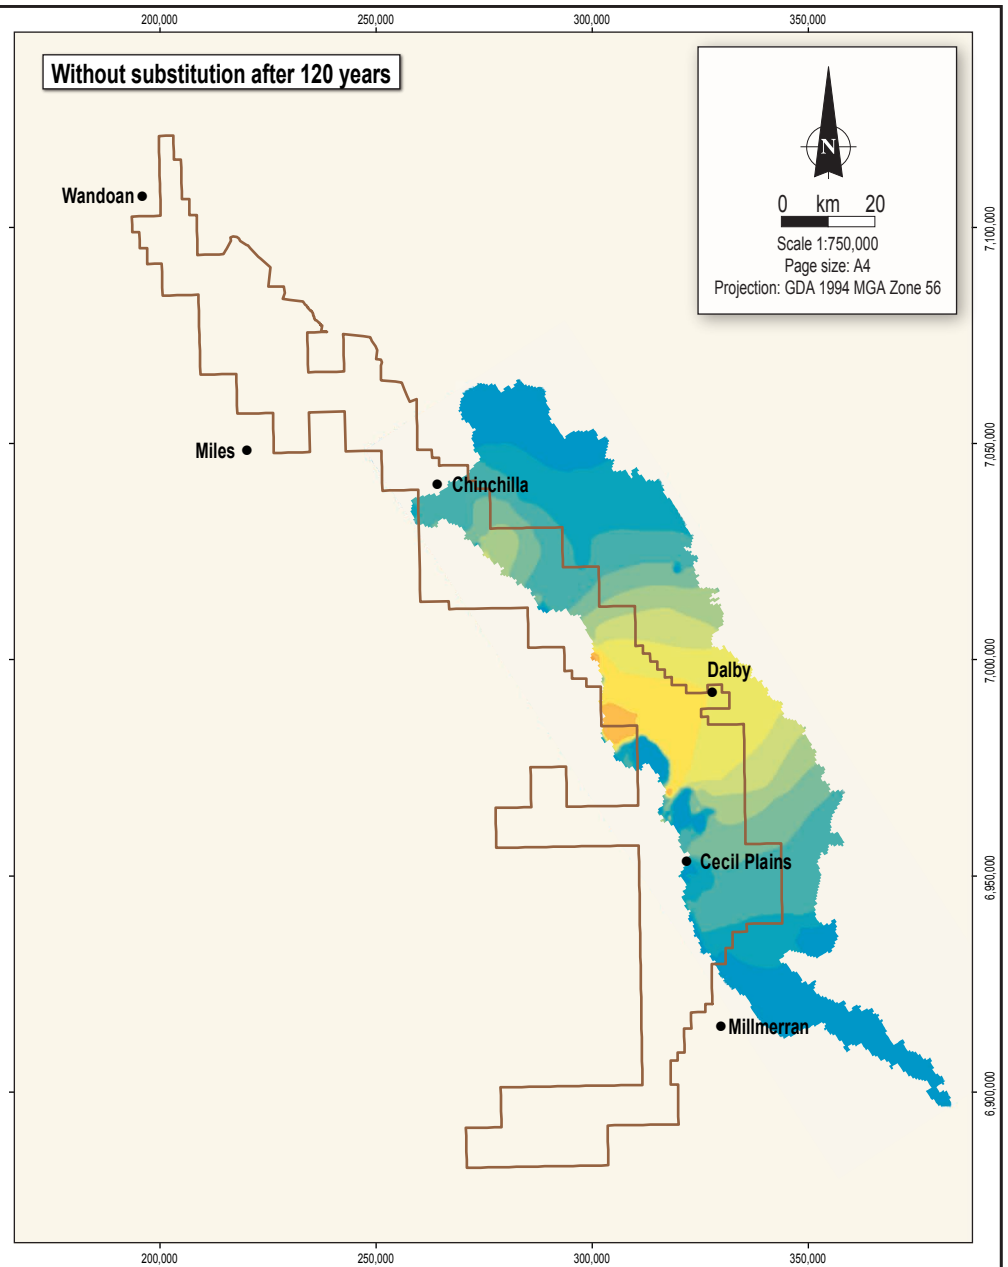 200,000 250,000 300,000 350,000
Without substitution after 120 years
N
0 km 20
Scale 1:750,000
Page size: A4
Projection: GDA 1994 MGA Zone 56
Wandoan
7,100,000
Miles
7,050,000
Chinchilla
7,000,000
Dalby
Cecil Plains
6,950,000
Millmerran
6,900,000
200,000 250,000 300,000 350,000